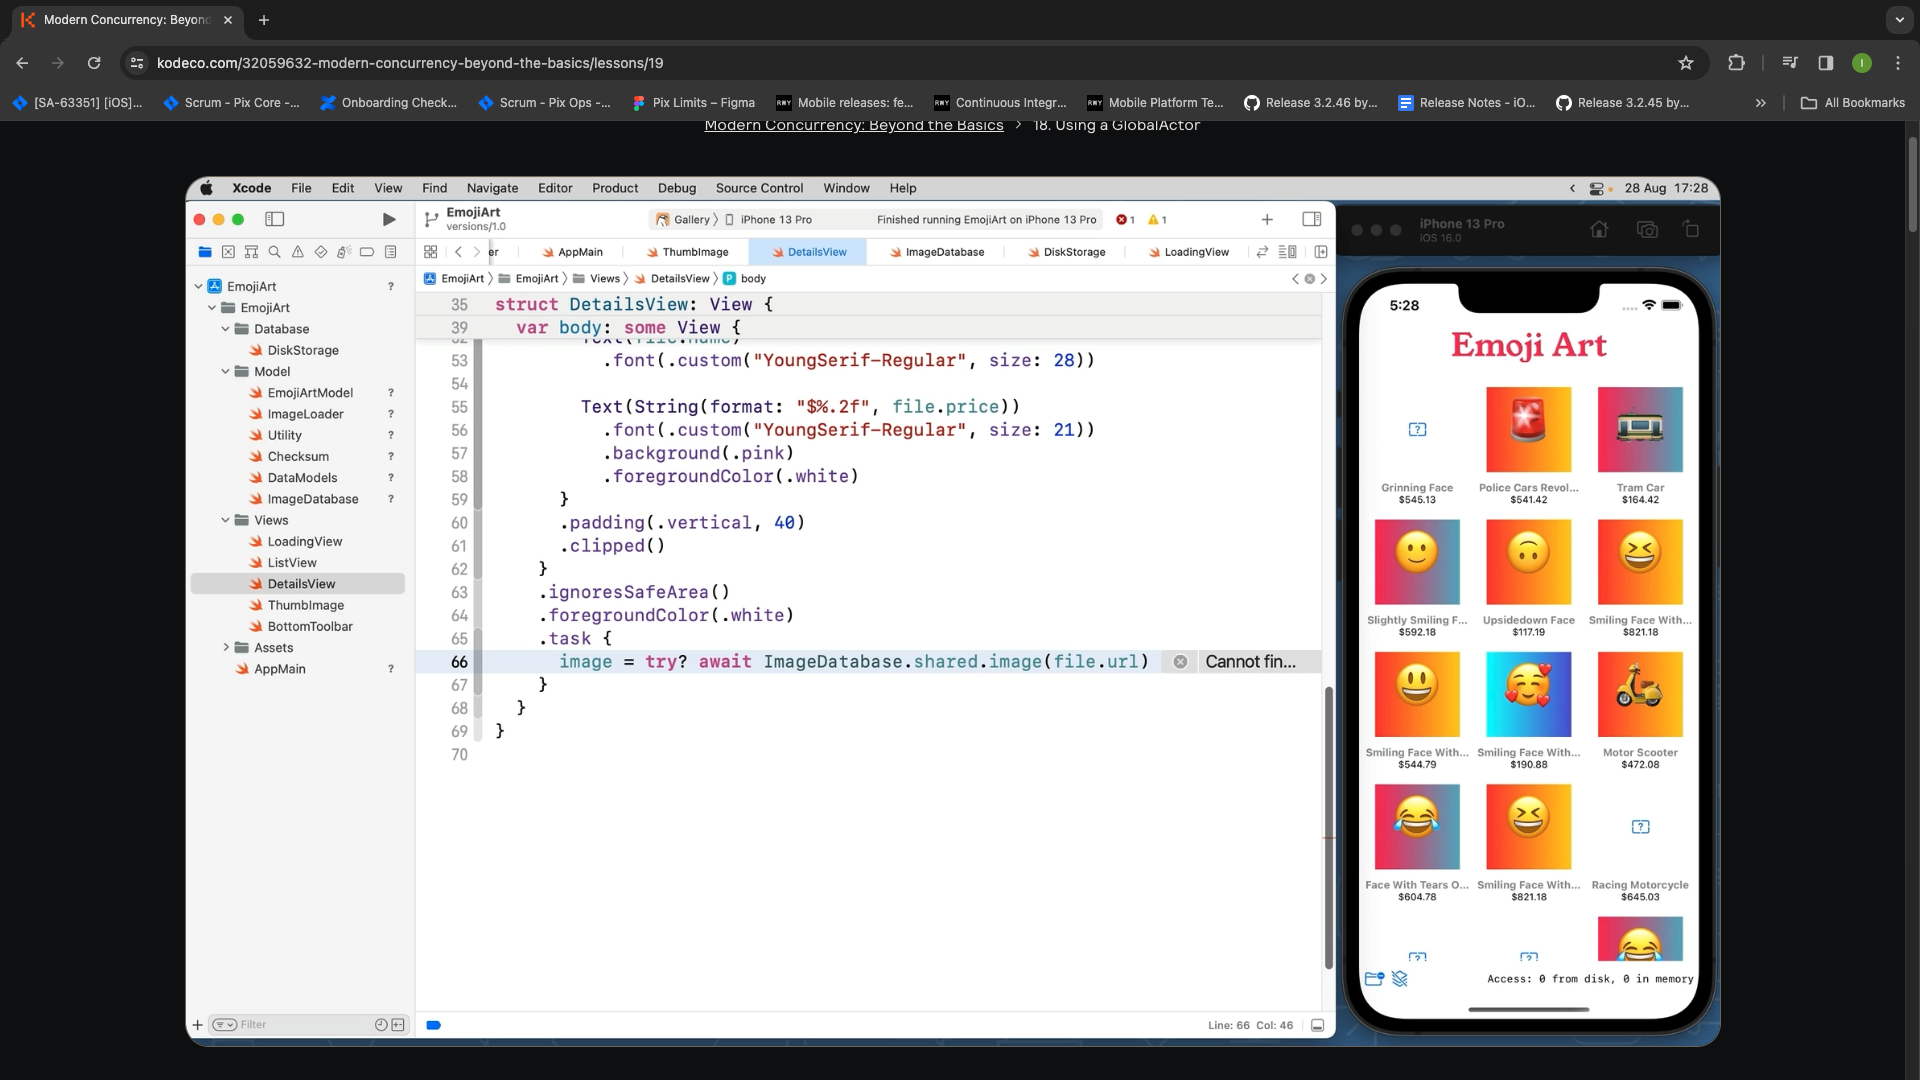 Modern Concurrency: Beyond
kodeco.com/32059632-modern-concurrency-beyond-the-basics/lessons/19
[SA-63351] [iOS]...
Scrum - Pix Core -...
Onboarding Check...
Scrum - Pix Ops -...
Pix Limits – Figma
Mobile releases: fe...
Continuous Integr...
Mobile Platform Te...
Release 3.2.46 by...
Release Notes - iO...
Release 3.2.45 by...
All Bookmarks
Modern Concurrency: Beyond the Basics > 18. Using a GlobalActor
Xcode File Edit View Find Navigate Editor Product Debug Source Control Window Help
28 Aug 17:28
EmojiArt
versions/1.0
Gallery > iPhone 13 Pro
Finished running EmojiArt on iPhone 13 Pro
1
1
er AppMain ThumbImage DetailsView ImageDatabase DiskStorage LoadingView
EmojiArt > EmojiArt > Views > DetailsView > P body
EmojiArt ?
EmojiArt
Database
DiskStorage
Model
EmojiArtModel ?
ImageLoader ?
Utility ?
Checksum ?
DataModels ?
ImageDatabase ?
Views
LoadingView
ListView
DetailsView
ThumbImage
BottomToolbar
Assets
AppMain ?
Filter
35 struct DetailsView: View {
39 var body: some View {
52 Text(file.name)
53 .font(.custom("YoungSerif-Regular", size: 28))
54
55 Text(String(format: "$%.2f", file.price))
56 .font(.custom("YoungSerif-Regular", size: 21))
57 .background(.pink)
58 .foregroundColor(.white)
59 }
60 .padding(.vertical, 40)
61 .clipped()
62 }
63 .ignoresSafeArea()
64 .foregroundColor(.white)
65 .task {
66 image = try? await ImageDatabase.shared.image(file.url) Cannot fin...
67 }
68 }
69 }
70
Line: 66 Col: 46
iPhone 13 Pro
iOS 16.0
5:28
Emoji Art
Grinning Face
$545.13
Police Cars Revol...
$541.42
Tram Car
$164.42
Slightly Smiling F...
$592.18
Upsidedown Face
$117.19
Smiling Face With...
$821.18
Smiling Face With...
$544.79
Smiling Face With...
$190.88
Motor Scooter
$472.08
Face With Tears O...
$604.78
Smiling Face With...
$821.18
Racing Motorcycle
$645.03
Access: 0 from disk, 0 in memory